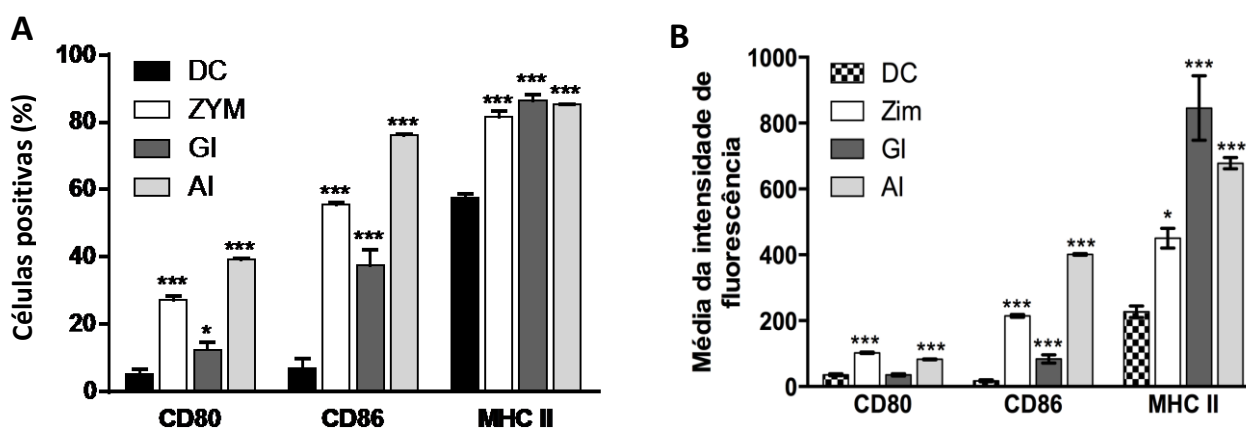 A
Células positivas (%)
100
80
60
40
20
0
DC
ZYM
GI
AI
***
*
***
***
***
***
***
***
***
CD80
CD86
MHC II
B
Média da intensidade de
fluorescência
1000
800
600
400
200
0
DC
Zim
GI
AI
***
***
***
***
***
*
***
***
CD80
CD86
MHC II